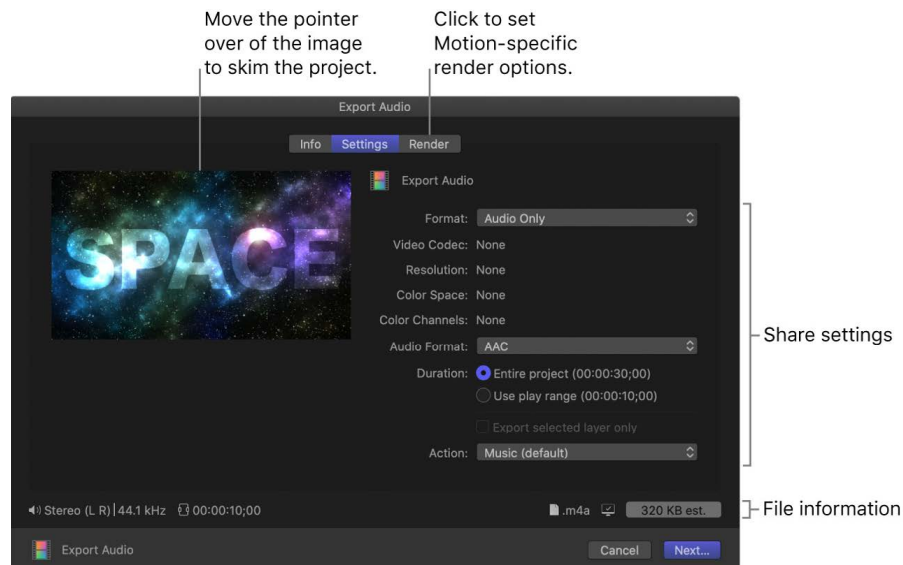 Move the pointer
over of the image
to skim the project.
Click to set
Motion-specific
render options.
Export Audio
Info Settings Render
SPACE
Export Audio
Format: Audio Only
Video Codec: None
Resolution: None
Color Space: None
Color Channels: None
Audio Format: AAC
Duration: Entire project (00:00:30;00)
Use play range (00:00:10;00)
Export selected layer only
Action: Music (default)
Share settings
Stereo (L R) | 44.1 kHz 00:00:10;00 .m4a 320 KB est.
File information
Export Audio Cancel Next...